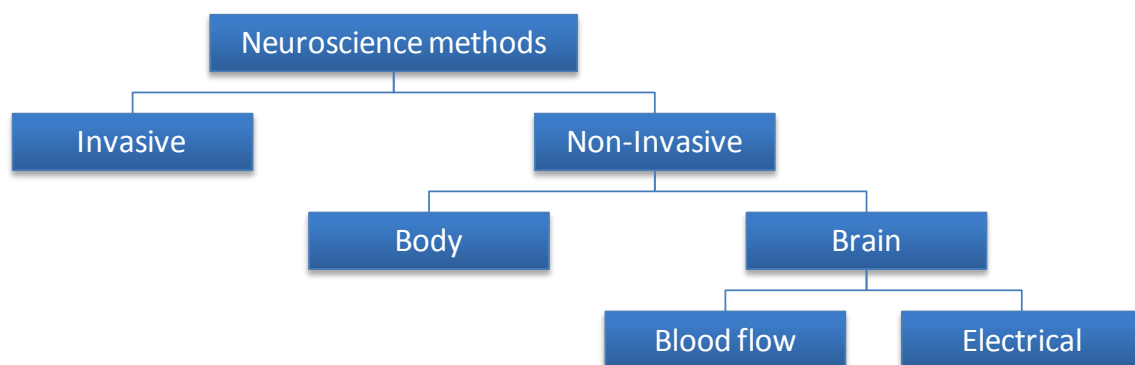 Neuroscience methods
Invasive
Non-Invasive
Body
Brain
Blood flow
Electrical